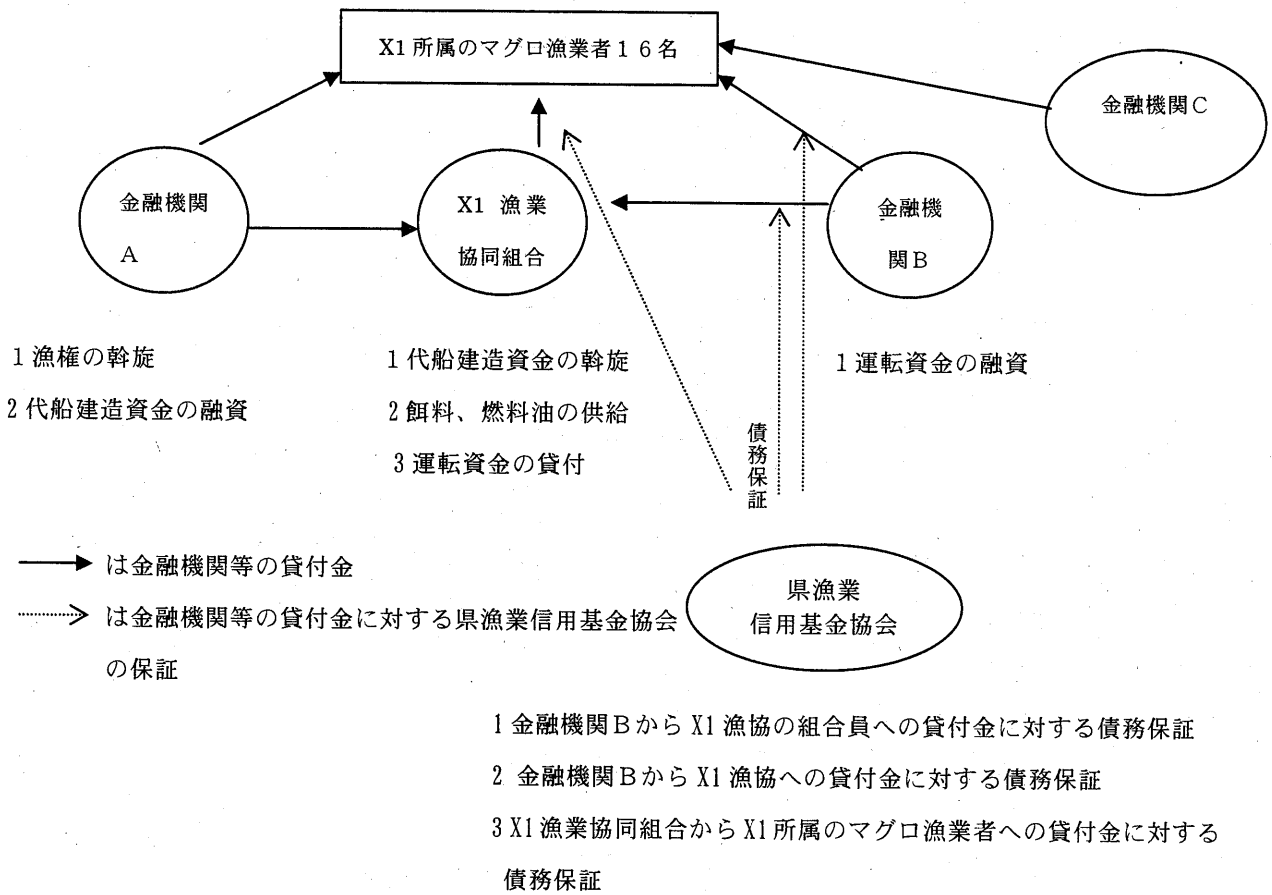 X1所属のマグロ漁業者16名
金融機関C
金融機関
A
X1 漁業
協同組合
金融機
関B
1漁権の斡旋
2代船建造資金の融資
1代船建造資金の斡旋
2餌料、燃料油の供給
3運転資金の貸付
1運転資金の融資
債務保証
は金融機関等の貸付金
は金融機関等の貸付金に対する県漁業信用基金協会
の保証
県漁業
信用基金協会
1金融機関BからX1漁協の組合員への貸付金に対する債務保証
2 金融機関BからX1漁協への貸付金に対する債務保証
3X1漁業協同組合からX1所属のマグロ漁業者への貸付金に対する
債務保証